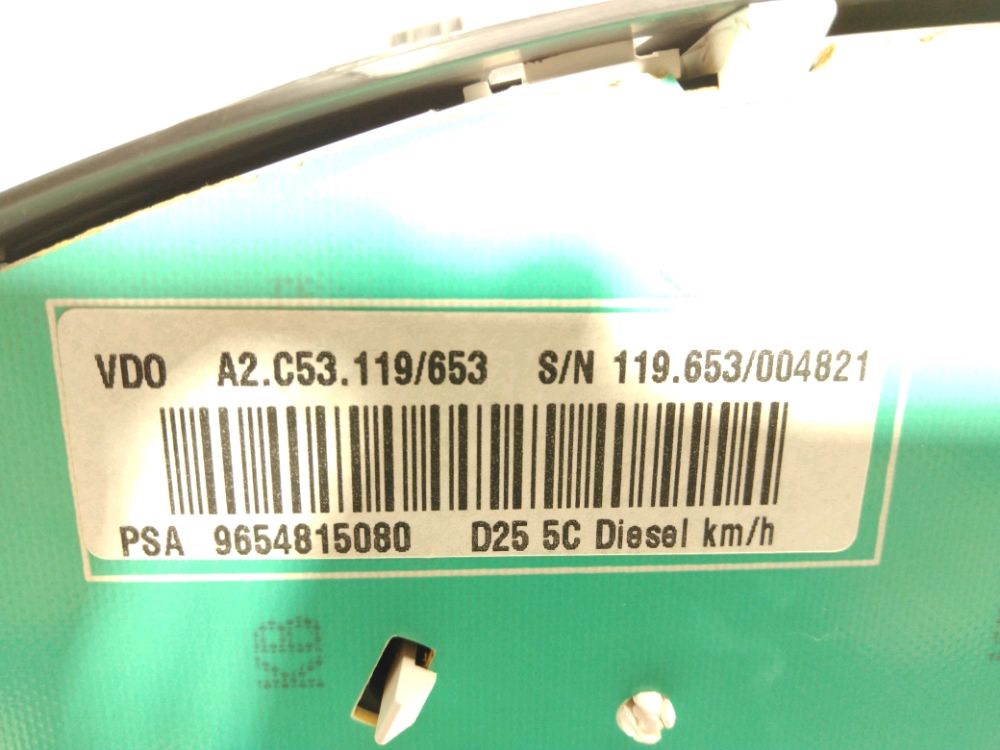 VDO A2.C53.119/653 S/N 119.653/004821
PSA 9654815080 D25 5C Diesel km/h